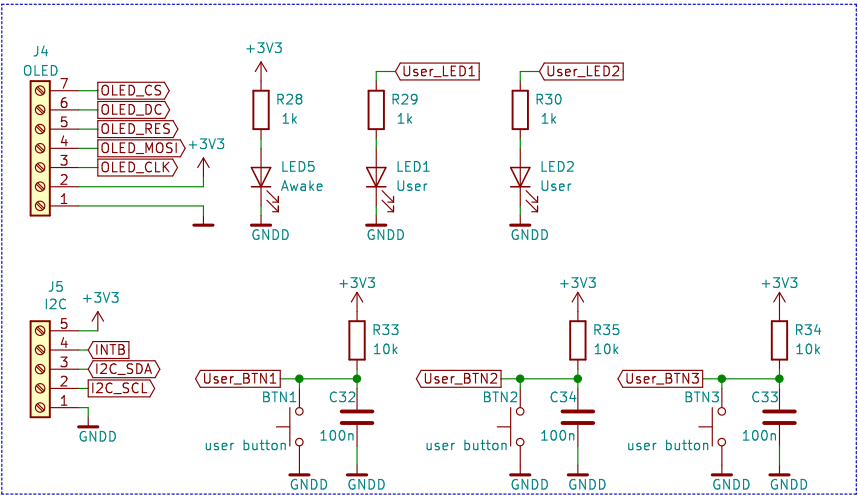 J4
OLED
7 OLED_CS
6 OLED_DC
5 OLED_RES
4 OLED_MOSI
3 OLED_CLK
2
1
+3V3
+3V3
R28
1k
LED5
Awake
GNDD
User_LED1
R29
1k
LED1
User
GNDD
User_LED2
R30
1k
LED2
User
GNDD
J5
I2C
+3V3
5
4 INTB
3 I2C_SDA
2 I2C_SCL
1
GNDD
+3V3
R33
10k
User_BTN1
BTN1
C32
100n
user button
GNDD GNDD
+3V3
R35
10k
User_BTN2
BTN2
C34
100n
user button
GNDD GNDD
+3V3
R34
10k
User_BTN3
BTN3
C33
100n
user button
GNDD GNDD